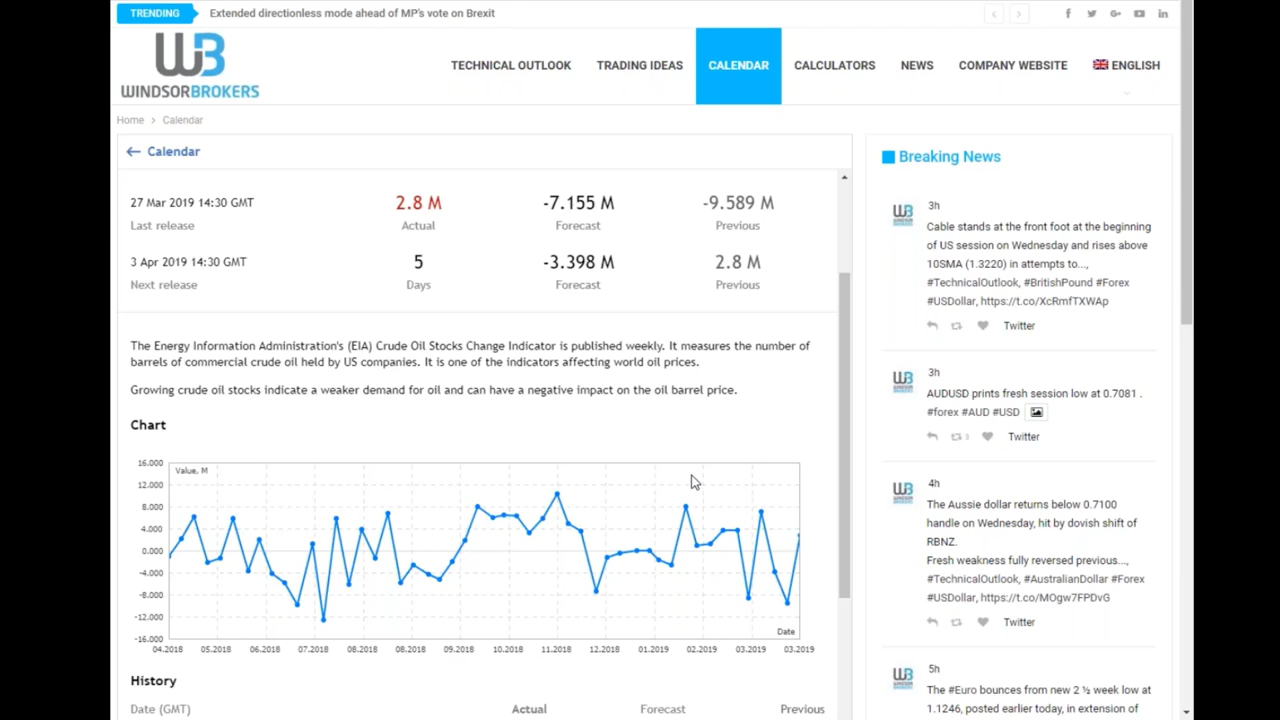 TRENDING Extended directionless mode ahead of MP's vote on Brexit
WINDSORBROKERS
TECHNICAL OUTLOOK TRADING IDEAS CALENDAR CALCULATORS NEWS COMPANY WEBSITE ENGLISH
Home > Calendar
← Calendar
27 Mar 2019 14:30 GMT 2.8 M -7.155 M -9.589 M
Last release Actual Forecast Previous
3 Apr 2019 14:30 GMT 5 -3.398 M 2.8 M
Next release Days Forecast Previous
The Energy Information Administration's (EIA) Crude Oil Stocks Change Indicator is published weekly. It measures the number of
barrels of commercial crude oil held by US companies. It is one of the indicators affecting world oil prices.
Growing crude oil stocks indicate a weaker demand for oil and can have a negative impact on the oil barrel price.
Chart
Value, M
16.000
12.000
8.000
4.000
0.000
-4.000
-8.000
-12.000
-16.000
Date
04.2018 05.2018 06.2018 07.2018 08.2018 08.2018 09.2018 10.2018 11.2018 12.2018 01.2019 02.2019 03.2019 03.2019
History
Date (GMT) Actual Forecast Previous
Breaking News
3h
Cable stands at the front foot at the beginning
of US session on Wednesday and rises above
10SMA (1.3220) in attempts to...,
#TechnicalOutlook, #BritishPound #Forex
#USDollar, https://t.co/XcRmfTXWAp
Twitter
3h
AUDUSD prints fresh session low at 0.7081 .
#forex #AUD #USD
3 Twitter
4h
The Aussie dollar returns below 0.7100
handle on Wednesday, hit by dovish shift of
RBNZ.
Fresh weakness fully reversed previous...,
#TechnicalOutlook, #AustralianDollar #Forex
#USDollar, https://t.co/MOgw7FPDvG
Twitter
5h
The #Euro bounces from new 2 ½ week low at
1.1246, posted earlier today, in extension of